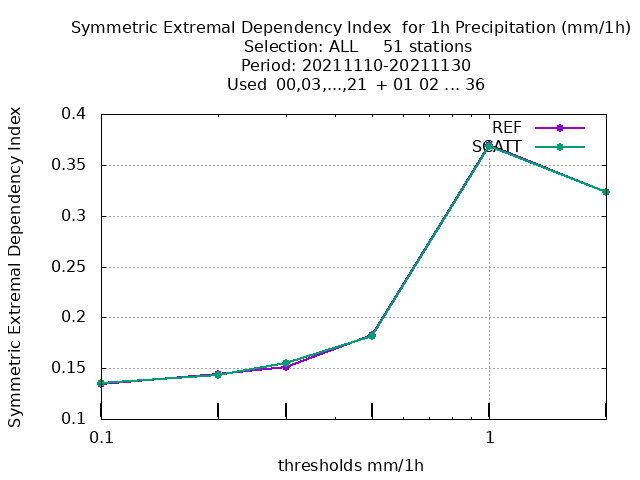 Symmetric Extremal Dependency Index for 1h Precipitation (mm/1h)
Selection: ALL 51 stations
Period: 20211110-20211130
Used 00,03,...,21 + 01 02 ... 36
Symmetric Extremal Dependency Index
0.4
0.35
0.3
0.25
0.2
0.15
0.1
REF
SCATT
0.1
1
thresholds mm/1h